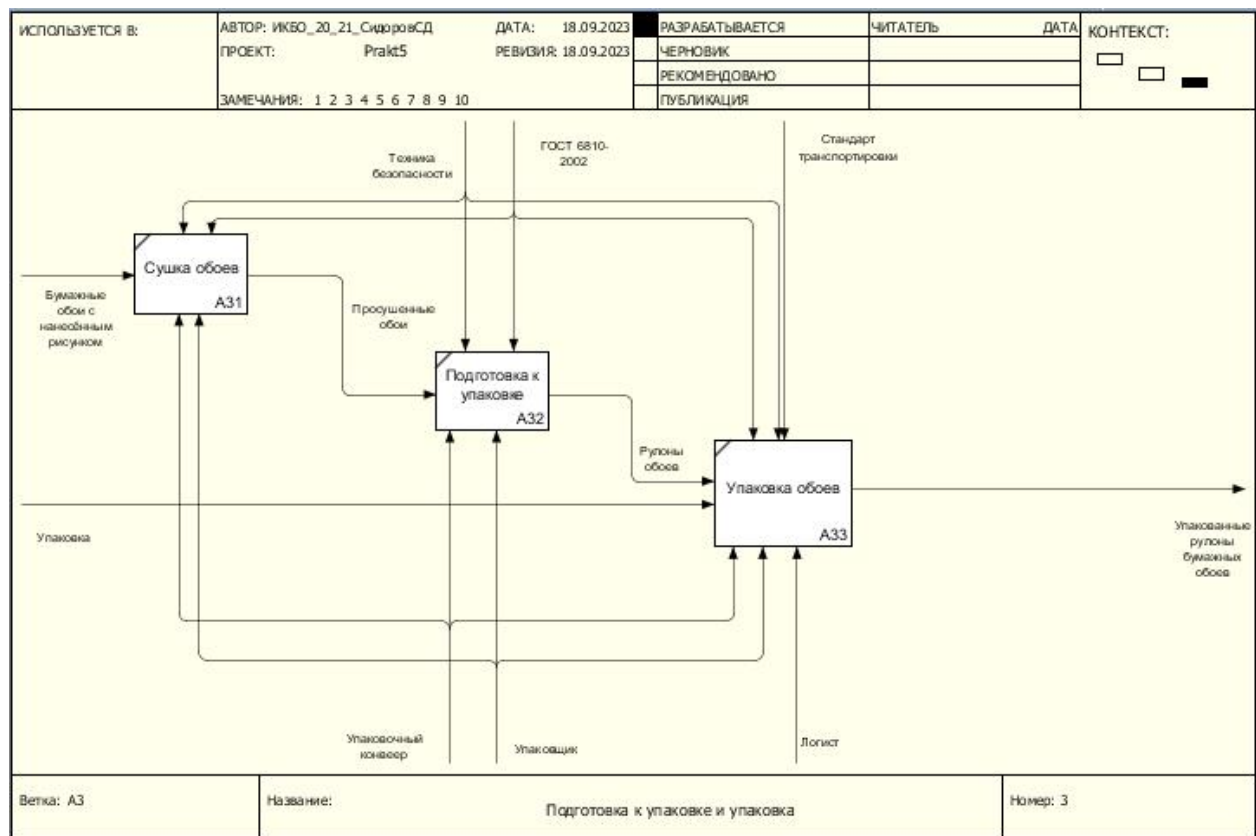 ИСПОЛЬЗУЕТСЯ В:
АВТОР: ИКБО_20_21_СидоровСД
ДАТА: 18.09.2023
ПРОЕКТ: Prakt5
РЕВИЗИЯ: 18.09.2023
ЗАМЕЧАНИЯ: 1 2 3 4 5 6 7 8 9 10
РАЗРАБАТЫВАЕТСЯ
ЧЕРНОВИК
РЕКОМЕНДОВАНО
ПУБЛИКАЦИЯ
ЧИТАТЕЛЬ ДАТА
КОНТЕКСТ:
Техника
безопасности
ГОСТ 6810-
2002
Стандарт
транспортировки
Сушка обоев
A31
Бумажные
обои с
нанесённым
рисунком
Просушенные
обои
Подготовка к
упаковке
A32
Рулоны
обоев
Упаковка обоев
A33
Упаковка
Упакованные
рулоны
бумажных
обоев
Упаковочный
конвеер
Упаковщик
Логист
Ветка: A3
Название:
Подготовка к упаковке и упаковка
Номер: 3